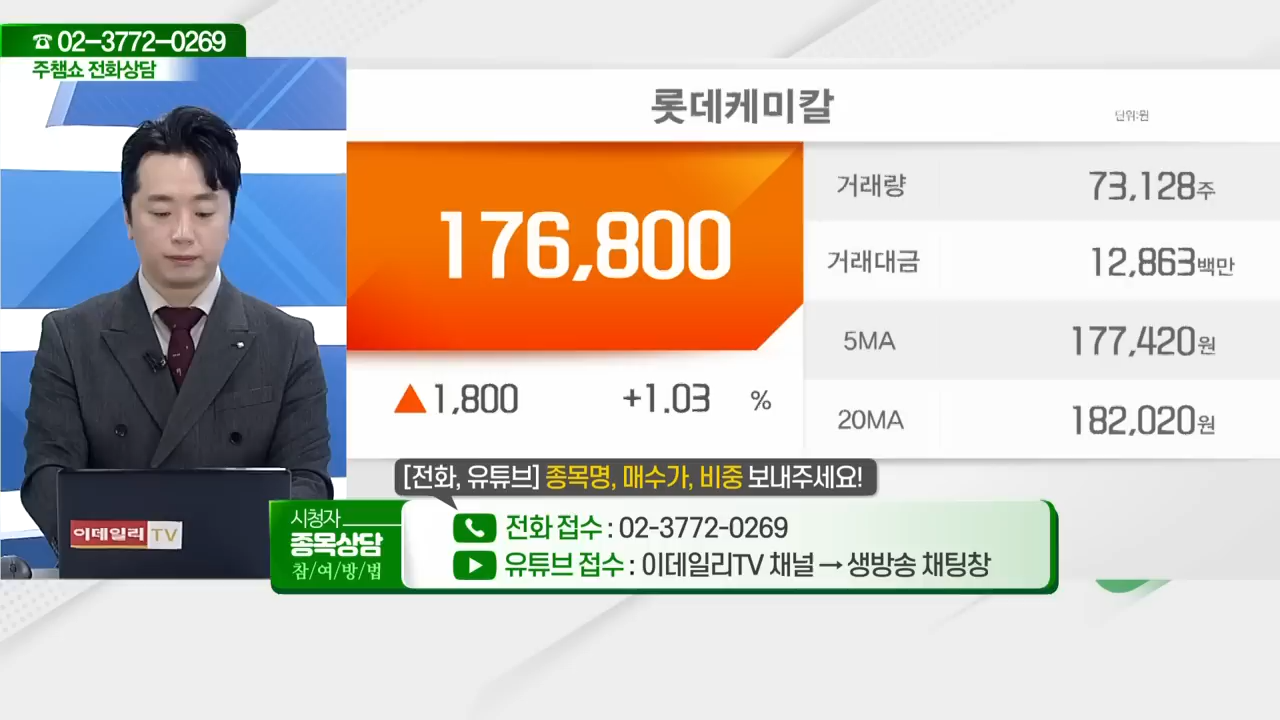 ☎ 02-3772-0269
주챔쇼 전화상담
롯데케미칼
단위:원
176,800
▲ 1,800 +1.03 %
거래량 73,128주
거래대금 12,863백만
5MA 177,420원
20MA 182,020원
[전화, 유튜브] 종목명, 매수가, 비중 보내주세요!
시청자
종목상담
참/여/방/법
전화 접수 : 02-3772-0269
유튜브 접수 : 이데일리TV 채널 → 생방송 채팅창
이데일리 TV